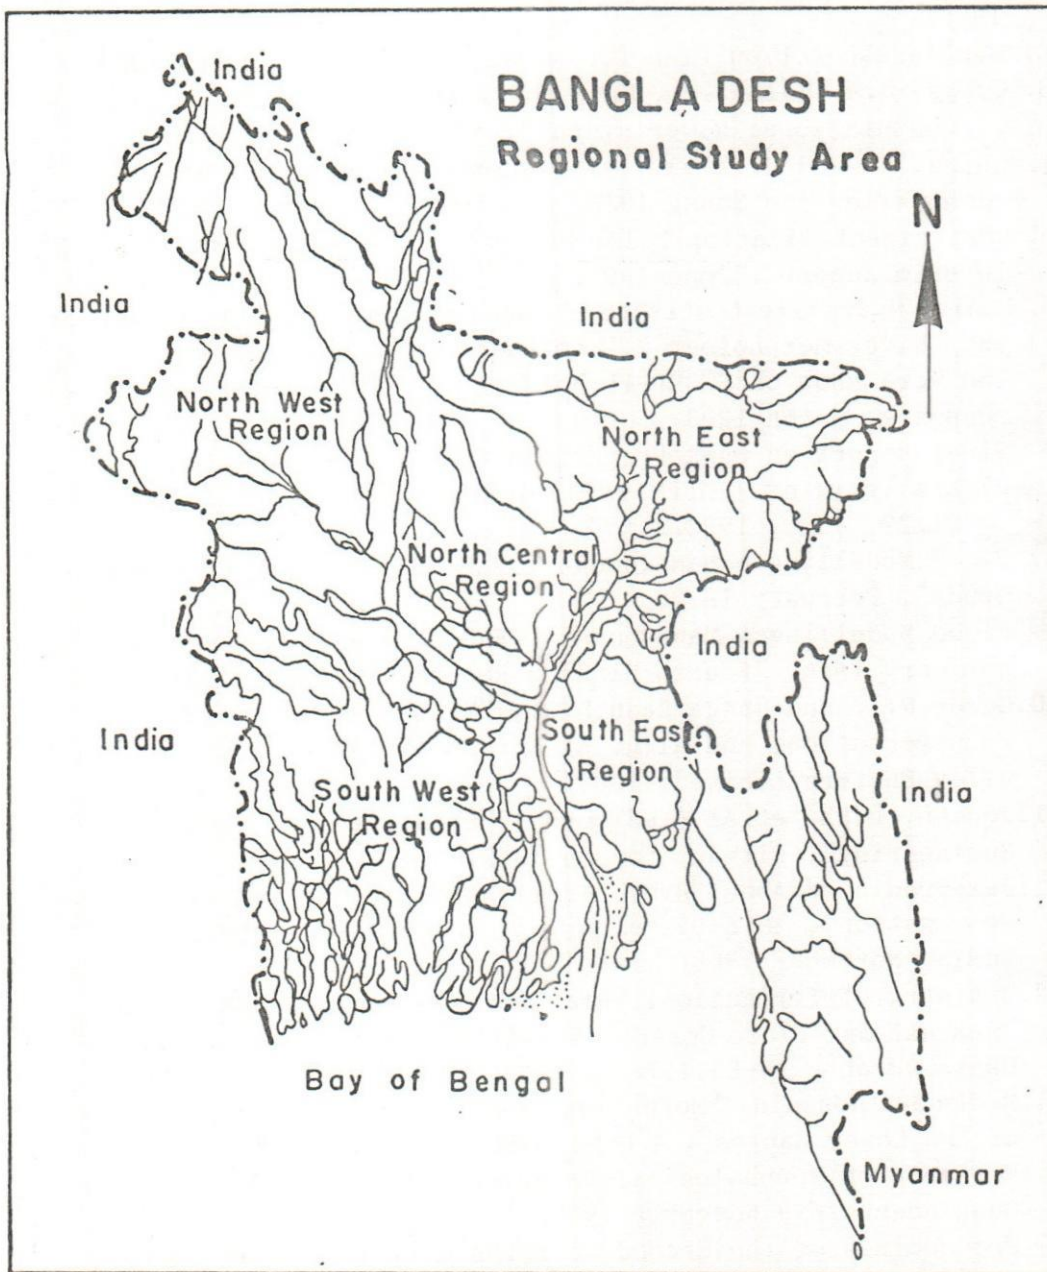 India
BANGLADESH
Regional Study Area
N
India
India
North West
Region
North East
Region
North Central
Region
India
India
South East
Region
India
South West
Region
Bay of Bengal
Myanmar